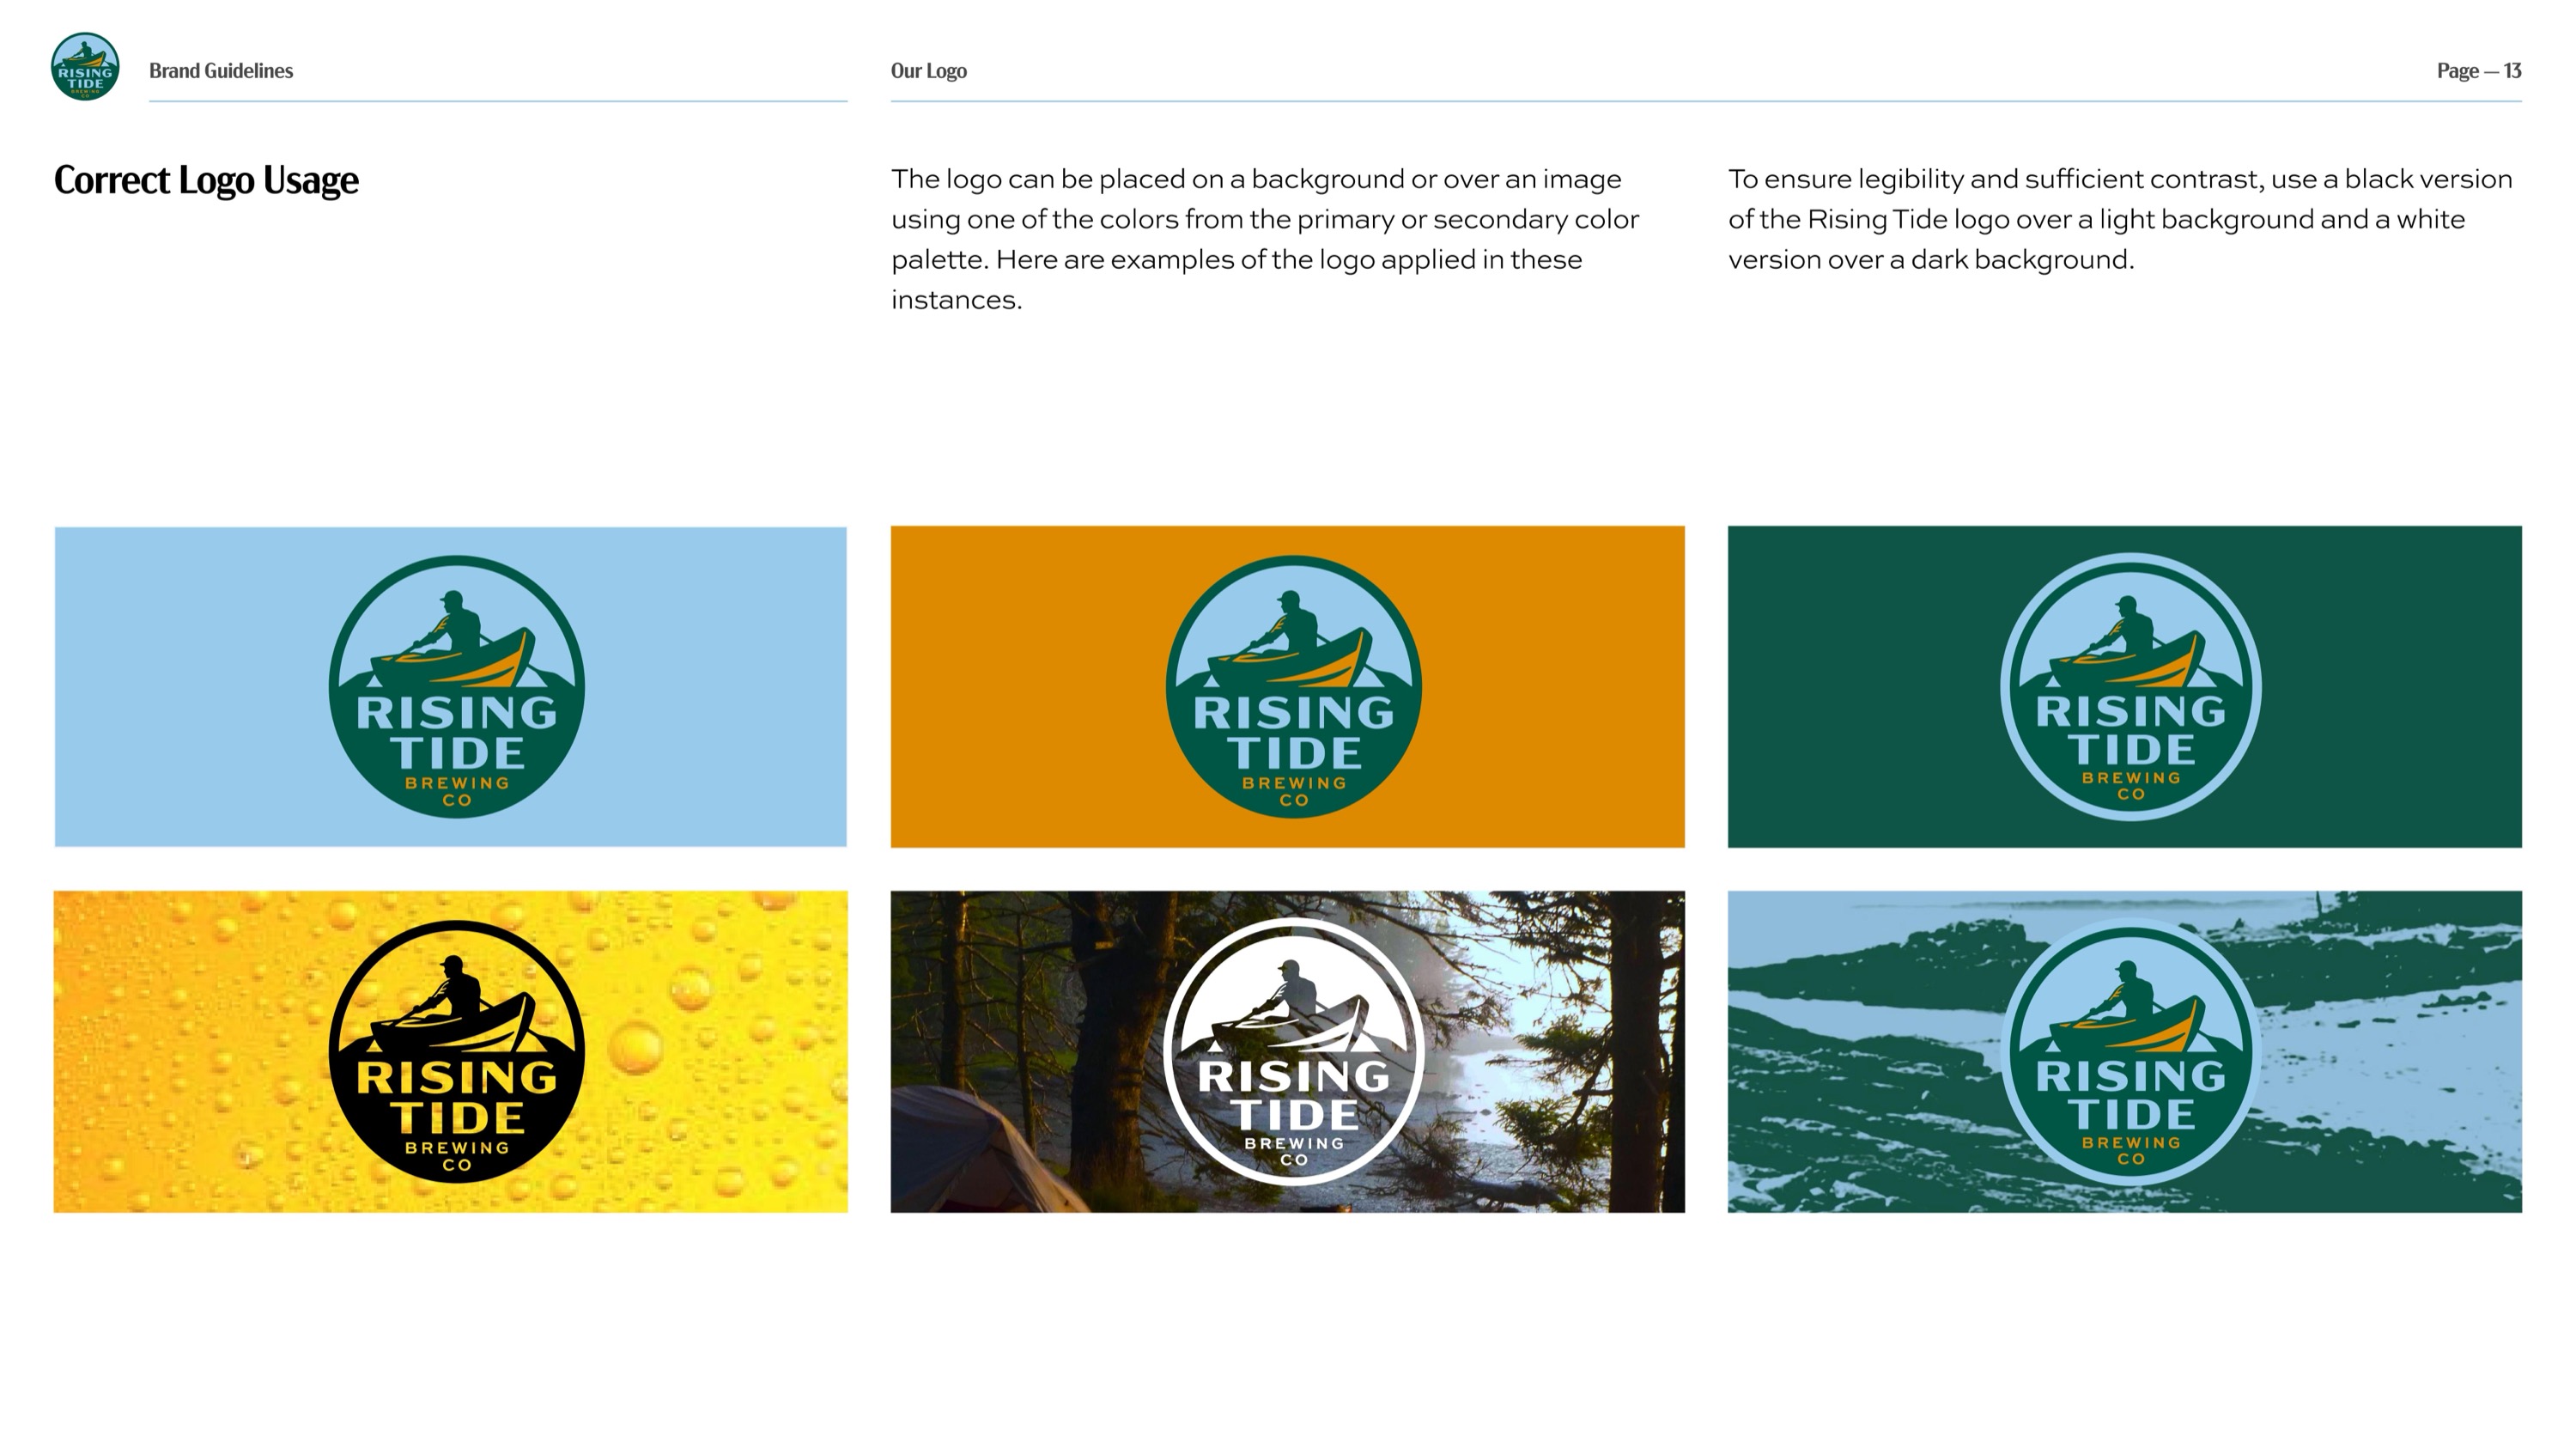 RISING
TIDE
BREWING
CO
Brand Guidelines
Our Logo
Page — 13
Correct Logo Usage
The logo can be placed on a background or over an image
using one of the colors from the primary or secondary color
palette. Here are examples of the logo applied in these
instances.
To ensure legibility and sufficient contrast, use a black version
of the Rising Tide logo over a light background and a white
version over a dark background.
RISING
TIDE
BREWING
CO
RISING
TIDE
BREWING
CO
RISING
TIDE
BREWING
CO
RISING
TIDE
BREWING
CO
RISING
TIDE
BREWING
CO
RISING
TIDE
BREWING
CO